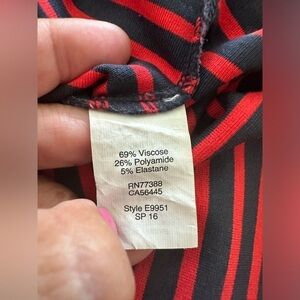 69% Viscose
26% Polyamide
5% Elastane
RN77388
CA56445
Style E9951
SP 16